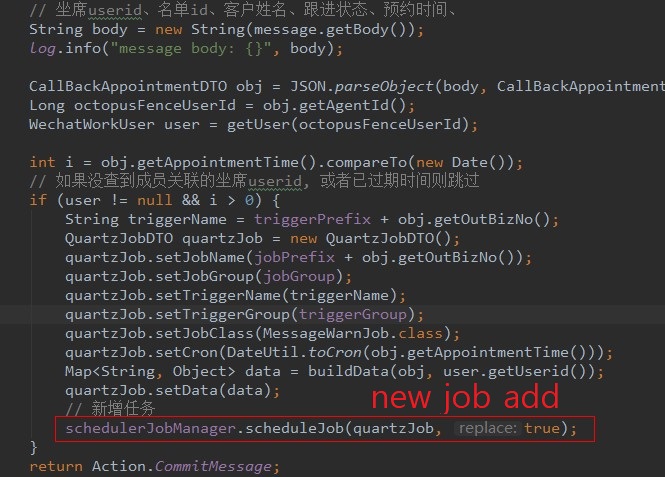 // 坐席userid、名单id、客户姓名、跟进状态、预约时间、
String body = new String(message.getBody());
log.info("message body: {}", body);
CallBackAppointmentDTO obj = JSON.parseObject(body, CallBackAppointmentDTO
Long octopusFenceUserId = obj.getAgentId();
WechatWorkUser user = getUser(octopusFenceUserId);
int i = obj.getAppointmentTime().compareTo(new Date());
// 如果没查到成员关联的坐席userid, 或者已过期时间则跳过
if (user != null && i > 0) {
String triggerName = triggerPrefix + obj.getOutBizNo();
QuartzJobDTO quartzJob = new QuartzJobDTO();
quartzJob.setJobName(jobPrefix + obj.getOutBizNo());
quartzJob.setJobGroup(jobGroup);
quartzJob.setTriggerName(triggerName);
quartzJob.setTriggerGroup(triggerGroup);
quartzJob.setJobClass(MessageWarnJob.class);
quartzJob.setCron(DateUtil.toCron(obj.getAppointmentTime()));
Map<String, Object> data = buildData(obj, user.getUserid());
quartzJob.setData(data);
// 新增任务
new job add
schedulerJobManager.scheduleJob(quartzJob, replace: true);
}
return Action.CommitMessage;